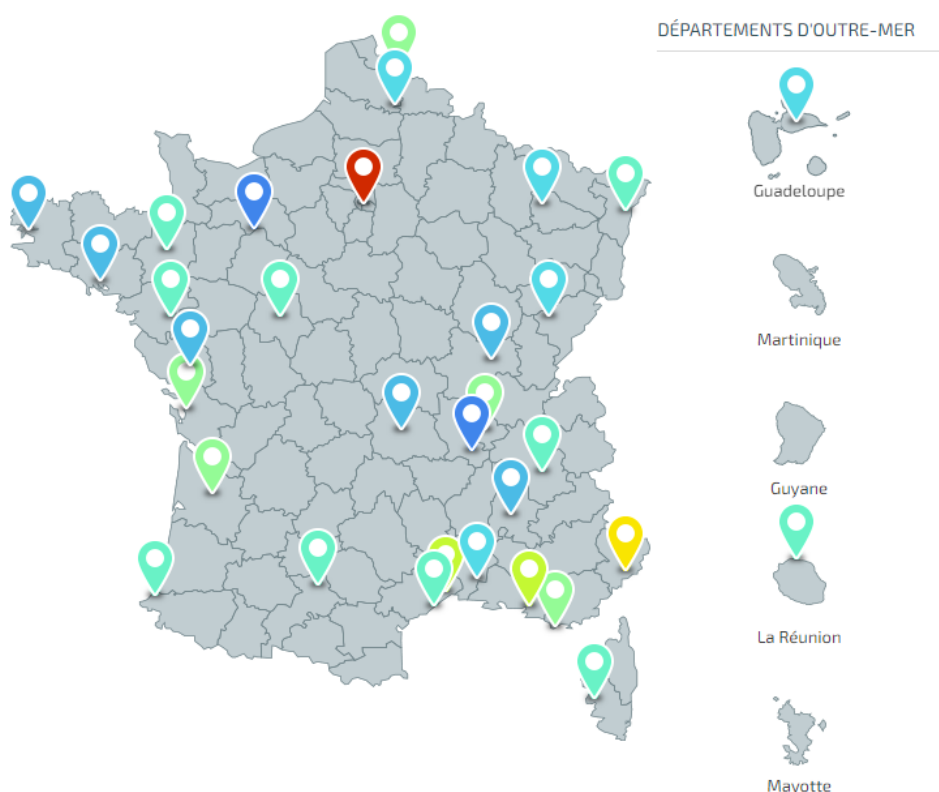 DÉPARTEMENTS D'OUTRE-MER
Guadeloupe
Martinique
Guyane
La Réunion
Mayotte